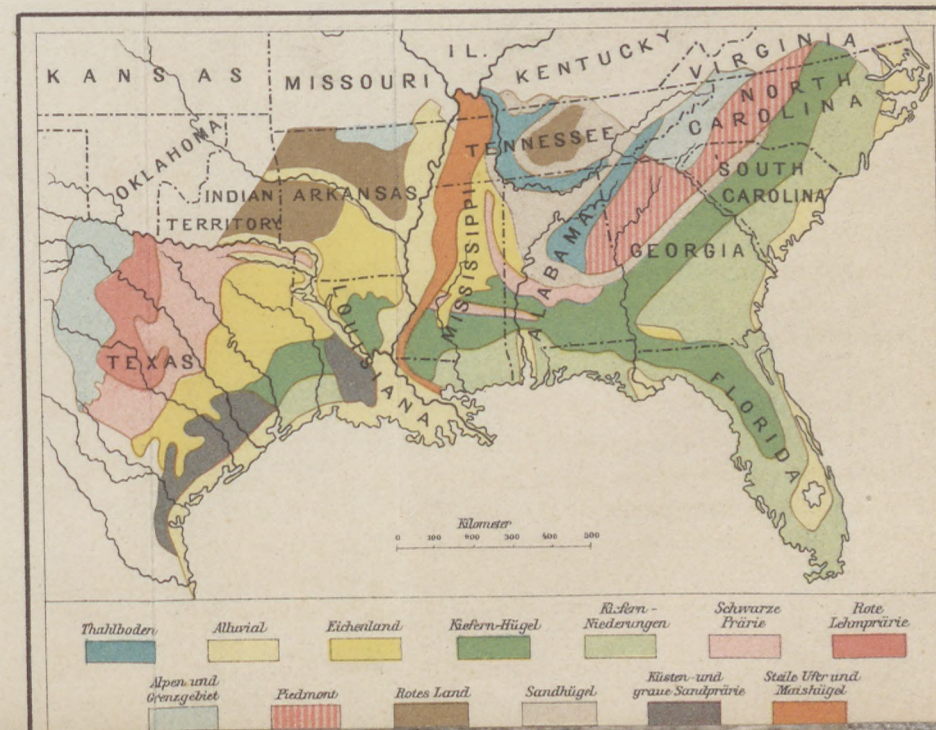 IL.
KENTUCKY
VIRGINIA
KANSAS
MISSOURI
NORTH
CAROLINA
TENNESSEE
OKLAHOMA
INDIAN
TERRITORY
ARKANSAS
SOUTH
CAROLINA
MISSISSIPPI
ALABAMA
GEORGIA
LOUISIANA
TEXAS
FLORIDA
Kilometer
0 100 200 300 400 500
Thahlboden
Alluvial
Eichenland
Kiefern-Hügel
Kiefern-
Niederungen
Schwarze
Prärie
Rote
Lehmprärie
Alpen und
Grenzgebiet
Piedmont
Rotes Land
Sandhügel
Küsten-und
graue Sandprärie
Steile Ufer und
Maishügel